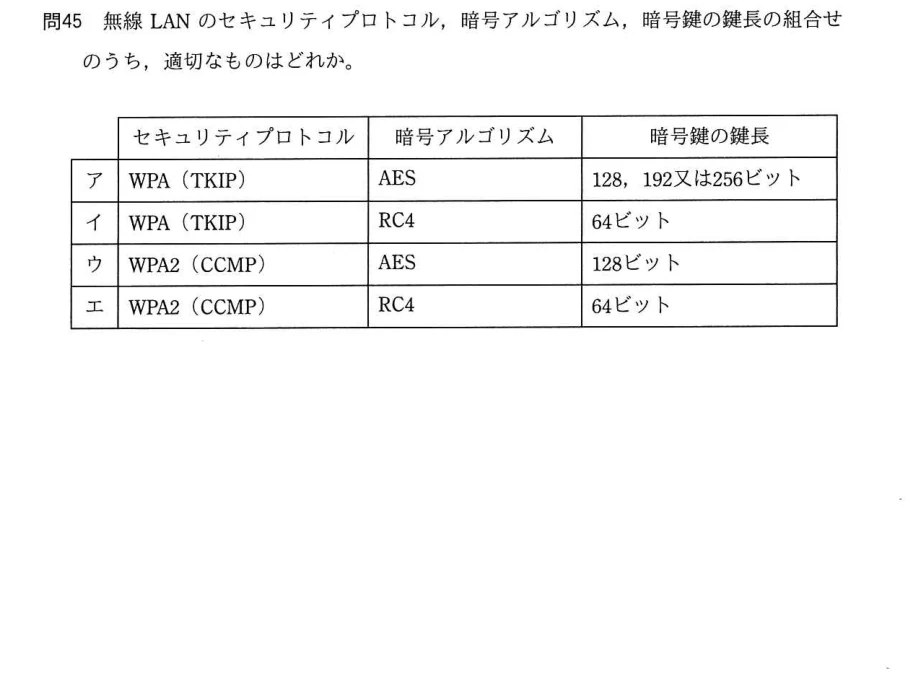 問45　無線 LAN のセキュリティプロトコル，暗号アルゴリズム，暗号鍵の鍵長の組合せ
のうち，適切なものはどれか。
セキュリティプロトコル　暗号アルゴリズム　暗号鍵の鍵長
ア　WPA（TKIP）　AES　128，192又は256ビット
イ　WPA（TKIP）　RC4　64ビット
ウ　WPA2（CCMP）　AES　128ビット
エ　WPA2（CCMP）　RC4　64ビット